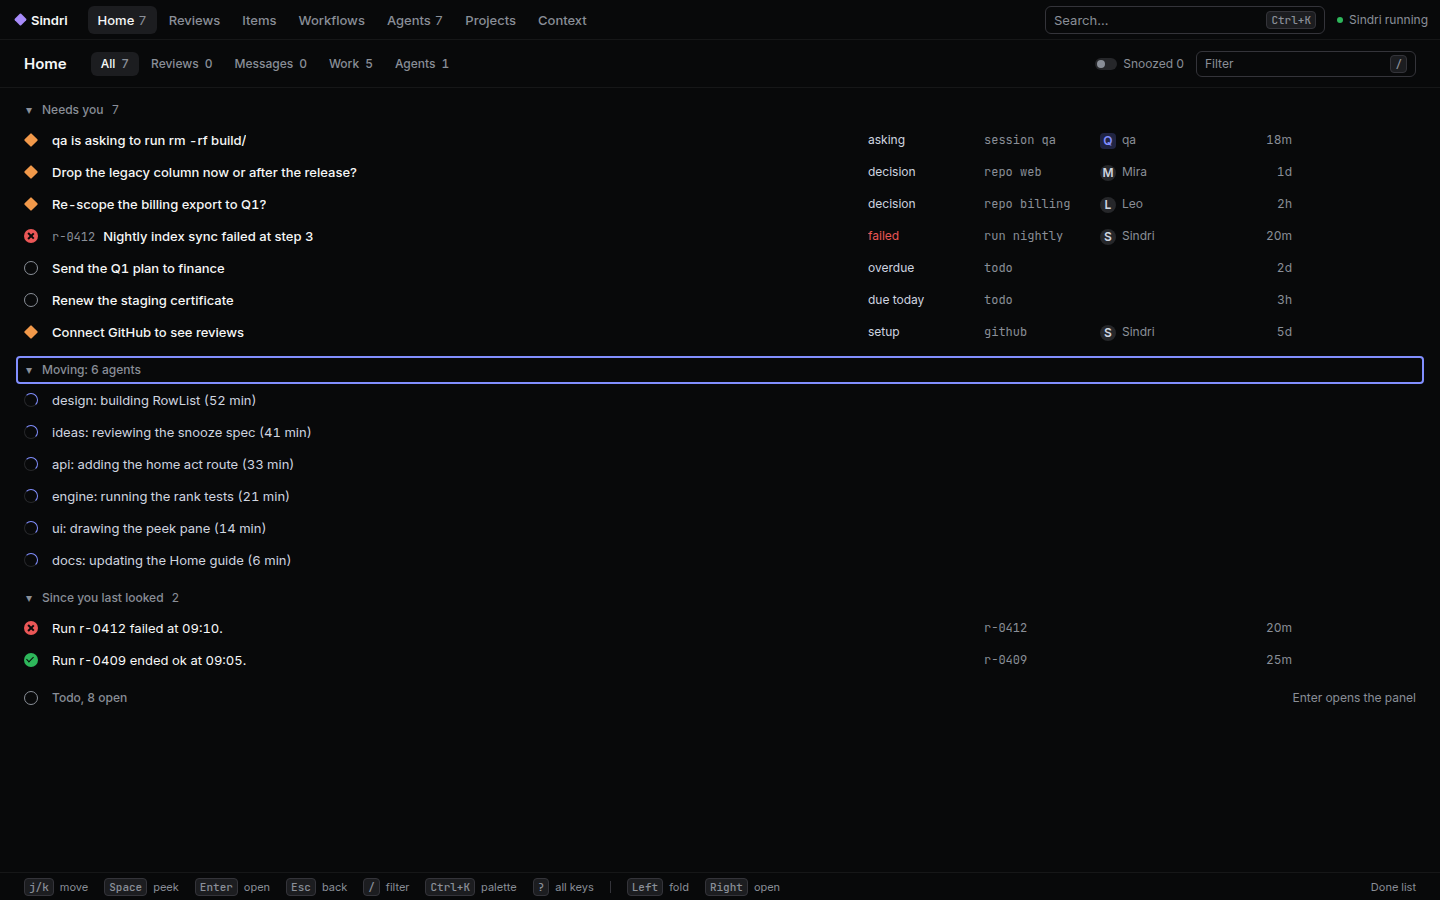 Sindri Home 7 Reviews Items Workflows Agents 7 Projects Context Search... Ctrl+K Sindri running
Home All 7 Reviews 0 Messages 0 Work 5 Agents 1 Snoozed 0 Filter /
Needs you 7
qa is asking to run rm -rf build/ asking session qa Q qa 18m
Drop the legacy column now or after the release? decision repo web M Mira 1d
Re-scope the billing export to Q1? decision repo billing L Leo 2h
r-0412 Nightly index sync failed at step 3 failed run nightly S Sindri 20m
Send the Q1 plan to finance overdue todo 2d
Renew the staging certificate due today todo 3h
Connect GitHub to see reviews setup github S Sindri 5d
Moving: 6 agents
design: building RowList (52 min)
ideas: reviewing the snooze spec (41 min)
api: adding the home act route (33 min)
engine: running the rank tests (21 min)
ui: drawing the peek pane (14 min)
docs: updating the Home guide (6 min)
Since you last looked 2
Run r-0412 failed at 09:10. r-0412 20m
Run r-0409 ended ok at 09:05. r-0409 25m
Todo, 8 open Enter opens the panel
j/k move Space peek Enter open Esc back / filter Ctrl+K palette ? all keys Left fold Right open Done list